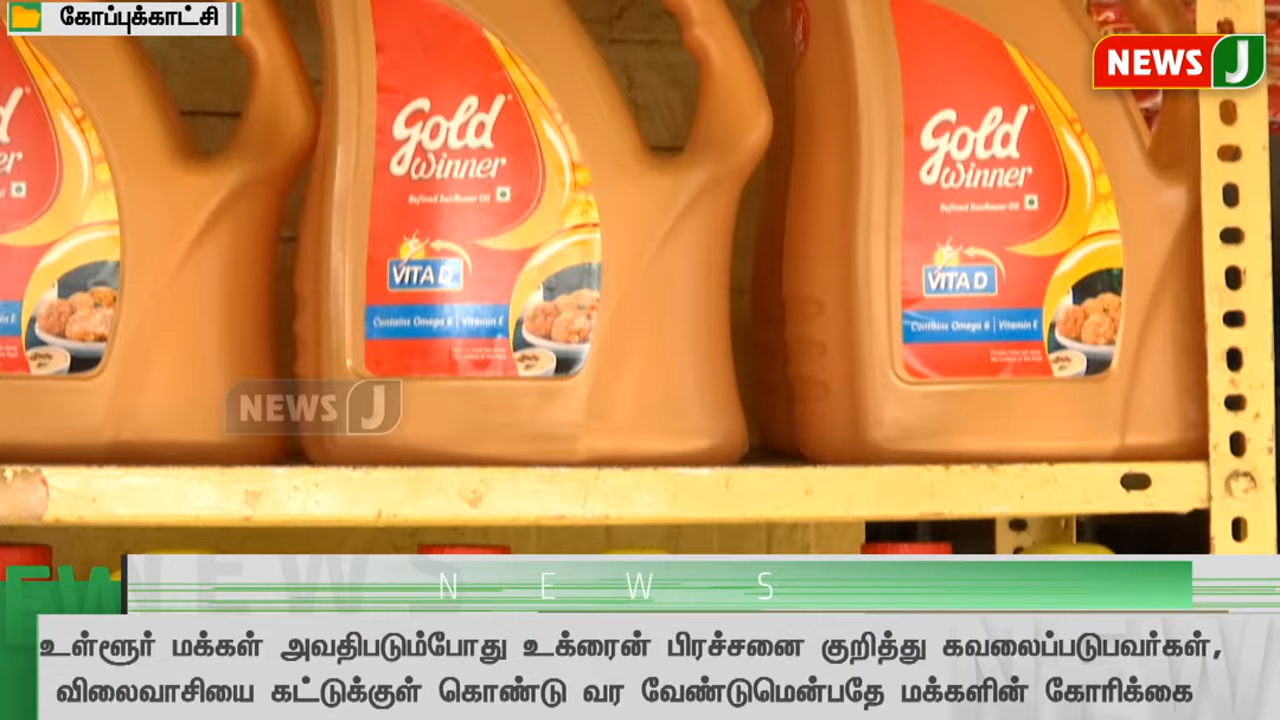 கோப்புக்காட்சி
NEWS J
Gold
Winner
Refined Sunflower Oil
VITA D
Contains Omega 6 | Vitamin E
Gold
Winner
Refined Sunflower Oil
VITA D
Contains Omega 6 | Vitamin E
NEWS J
NEWS
உள்ளூர் மக்கள் அவதிபடும்போது உக்ரைன் பிரச்சனை குறித்து கவலைப்படுபவர்கள்,
விலைவாசியை கட்டுக்குள் கொண்டு வர வேண்டுமென்பதே மக்களின் கோரிக்கை